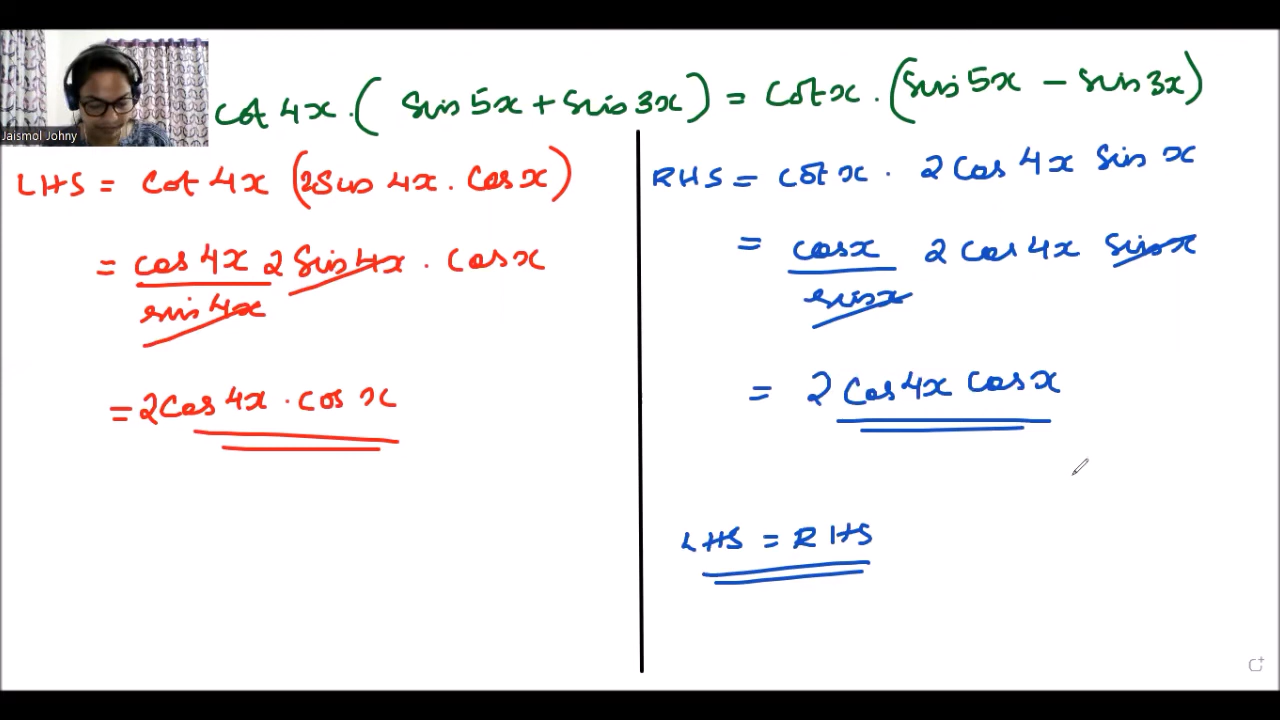 cot 4x . ( Sin 5x + Sin 3x ) = Cot x . (Sin 5x – Sin 3x)
Jaismol Johny
LHS = Cot 4x (2Sin 4x . Cos x)
= cos 4x 2 Sin 4x . Cos x
sin 4x
= 2Cos 4x . cos x
RHS = cot x . 2 Cos 4x Sin x
= cos x 2 Cos 4x Sin x
sin x
= 2 Cos 4x Cos x
LHS = RHS